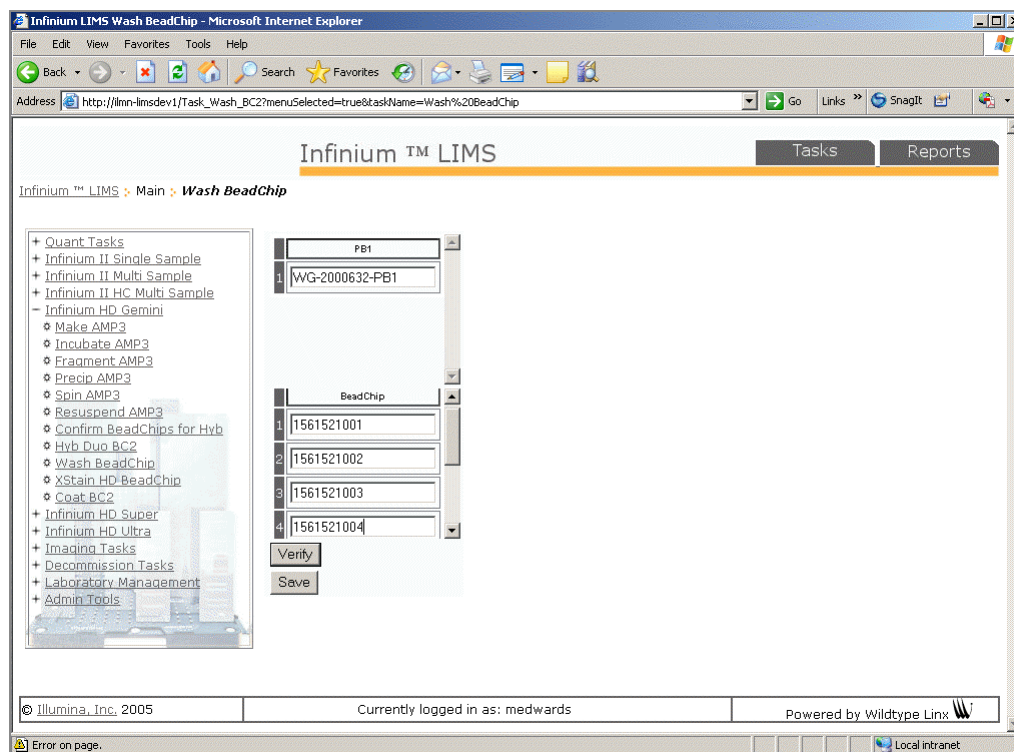 Infinium LIMS Wash BeadChip - Microsoft Internet Explorer
File Edit View Favorites Tools Help
Back Search Favorites
Address http://ilmn-limsdev1/Task_Wash_BC2?menuSelected=true&taskName=Wash%20BeadChip Go Links » SnagIt
Infinium ™ LIMS Tasks Reports
Infinium ™ LIMS : Main : Wash BeadChip
+ Quant Tasks
+ Infinium II Single Sample
+ Infinium II Multi Sample
+ Infinium II HC Multi Sample
− Infinium HD Gemini
Make AMP3
Incubate AMP3
Fragment AMP3
Precip AMP3
Spin AMP3
Resuspend AMP3
Confirm BeadChips for Hyb
Hyb Duo BC2
Wash BeadChip
XStain HD BeadChip
Coat BC2
+ Infinium HD Super
+ Infinium HD Ultra
+ Imaging Tasks
+ Decommission Tasks
+ Laboratory Management
+ Admin Tools
PB1
1 WG-2000632-PB1
BeadChip
1 1561521001
2 1561521002
3 1561521003
4 1561521004
Verify
Save
© Illumina, Inc. 2005 Currently logged in as: medwards Powered by Wildtype Linx
Error on page. Local intranet